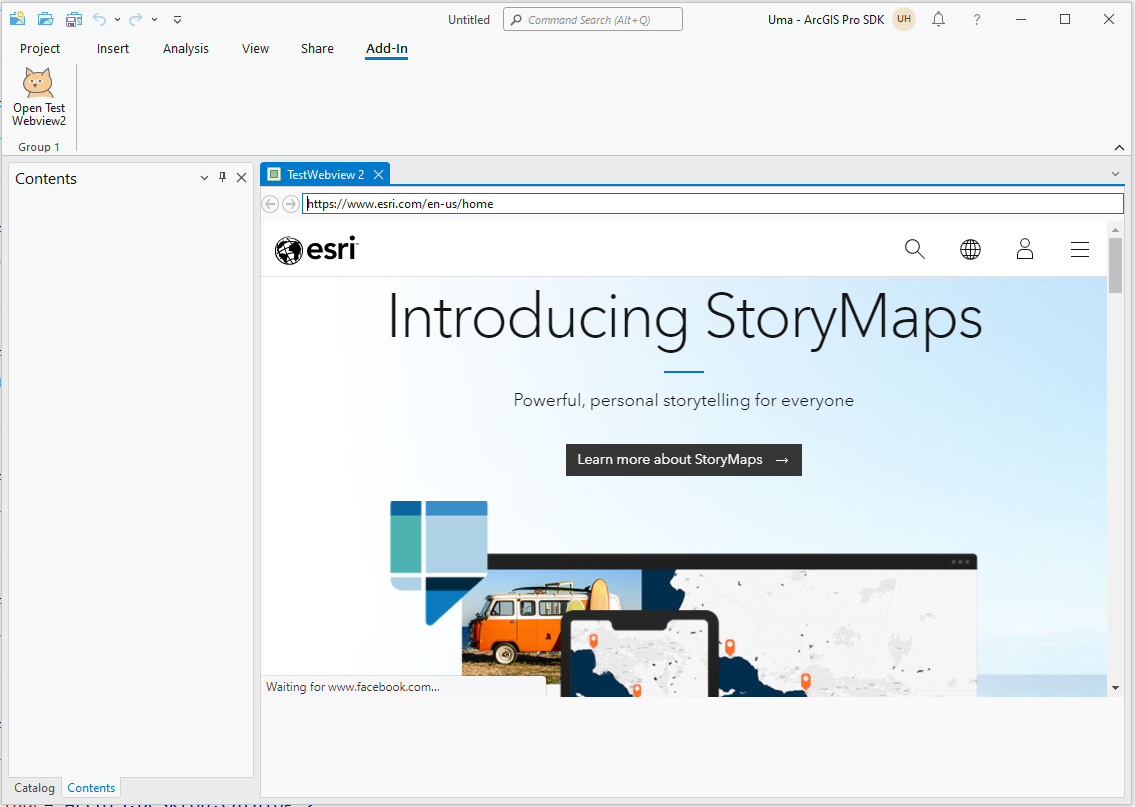 Untitled
Command Search (Alt+Q)
Uma - ArcGIS Pro SDK
UH
?
Project
Insert
Analysis
View
Share
Add-In
Open Test
Webview2
Group 1
Contents
TestWebview 2
https://www.esri.com/en-us/home
esri
Introducing StoryMaps
Powerful, personal storytelling for everyone
Learn more about StoryMaps →
Waiting for www.facebook.com...
Catalog
Contents